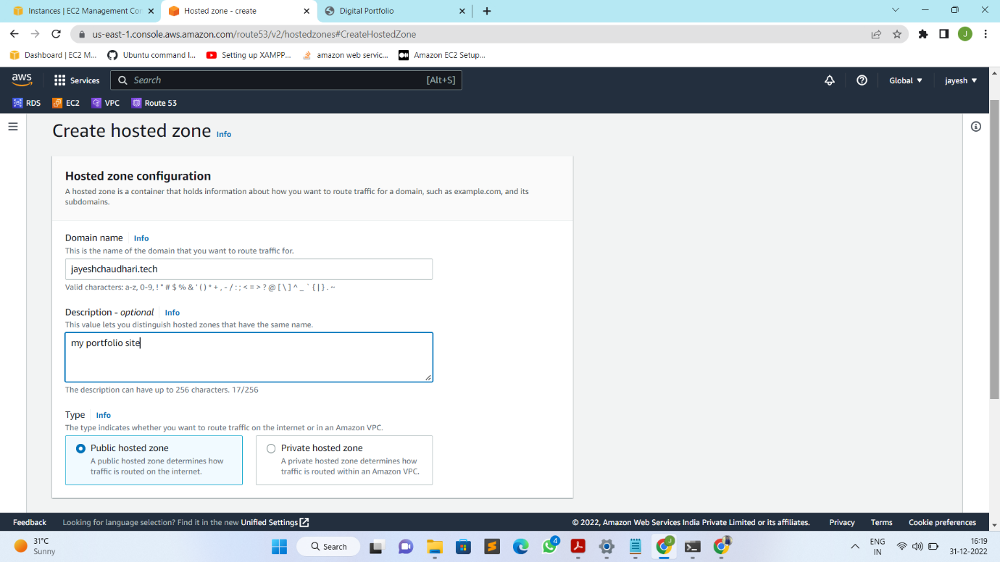 Instances | EC2 Management Con
Hosted zone - create
Digital Portfolio
us-east-1.console.aws.amazon.com/route53/v2/hostedzones#CreateHostedZone
J
Dashboard | EC2 M...
Ubuntu command l...
Setting up XAMPP...
amazon web servic...
Amazon EC2 Setup...
aws
Services
Search
[Alt+S]
Global ▼
jayesh ▼
RDS
EC2
VPC
Route 53
Create hosted zone Info
Hosted zone configuration
A hosted zone is a container that holds information about how you want to route traffic for a domain, such as example.com, and its
subdomains.
Domain name Info
This is the name of the domain that you want to route traffic for.
jayeshchaudhari.tech
Valid characters: a-z, 0-9, ! " # $ % & ' ( ) * + , - / : ; < = > ? @ [ \ ] ^ _ ` { | } . ~
Description - optional Info
This value lets you distinguish hosted zones that have the same name.
my portfolio site
The description can have up to 256 characters. 17/256
Type Info
The type indicates whether you want to route traffic on the internet or in an Amazon VPC.
Public hosted zone
A public hosted zone determines how
traffic is routed on the internet.
Private hosted zone
A private hosted zone determines how
traffic is routed within an Amazon VPC.
Feedback
Looking for language selection? Find it in the new Unified Settings
© 2022, Amazon Web Services India Private Limited or its affiliates.
Privacy
Terms
Cookie preferences
31°C
Sunny
Search
4
J
ENG
IN
16:19
31-12-2022